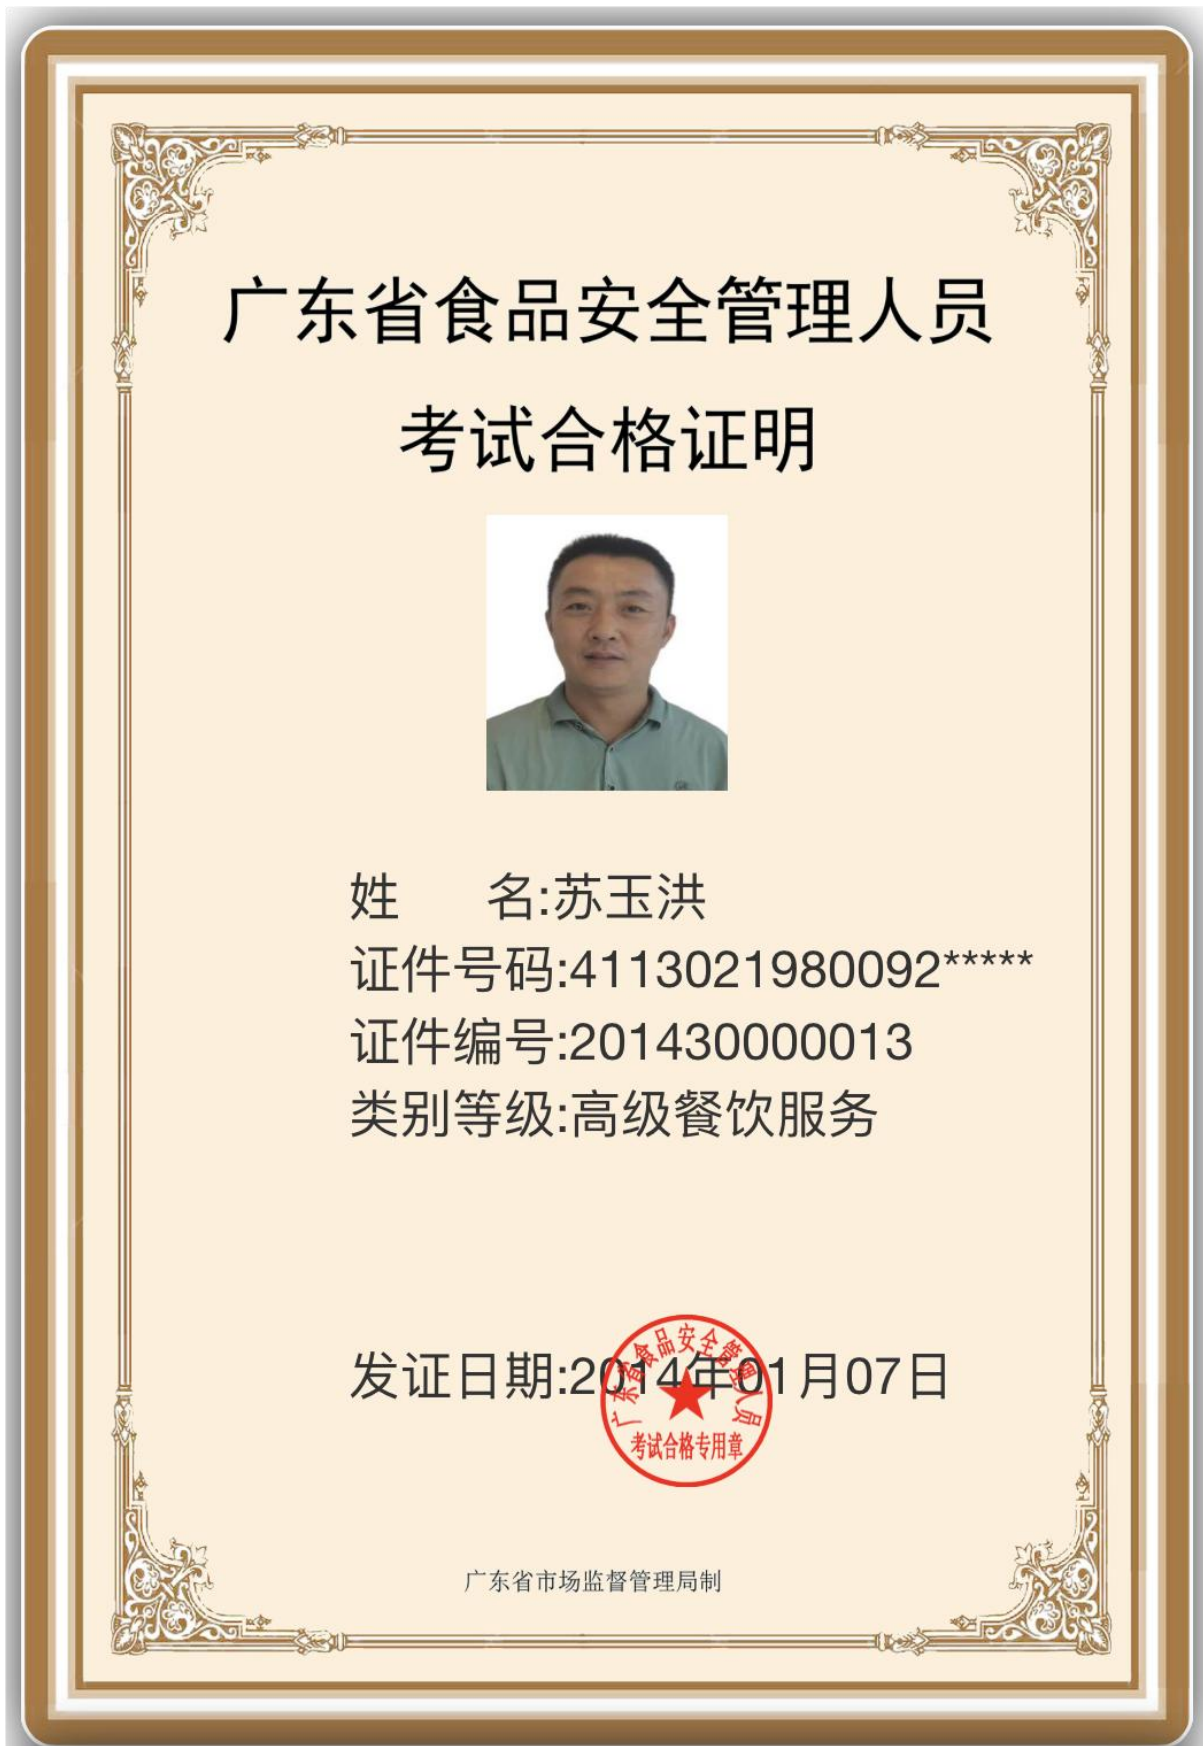 广东省食品安全管理人员
考试合格证明
姓 名:苏玉洪
证件号码:4113021980092*****
证件编号:201430000013
类别等级:高级餐饮服务
发证日期:2014年01月07日
广东省食品安全管理人员
考试合格专用章
广东省市场监督管理局制